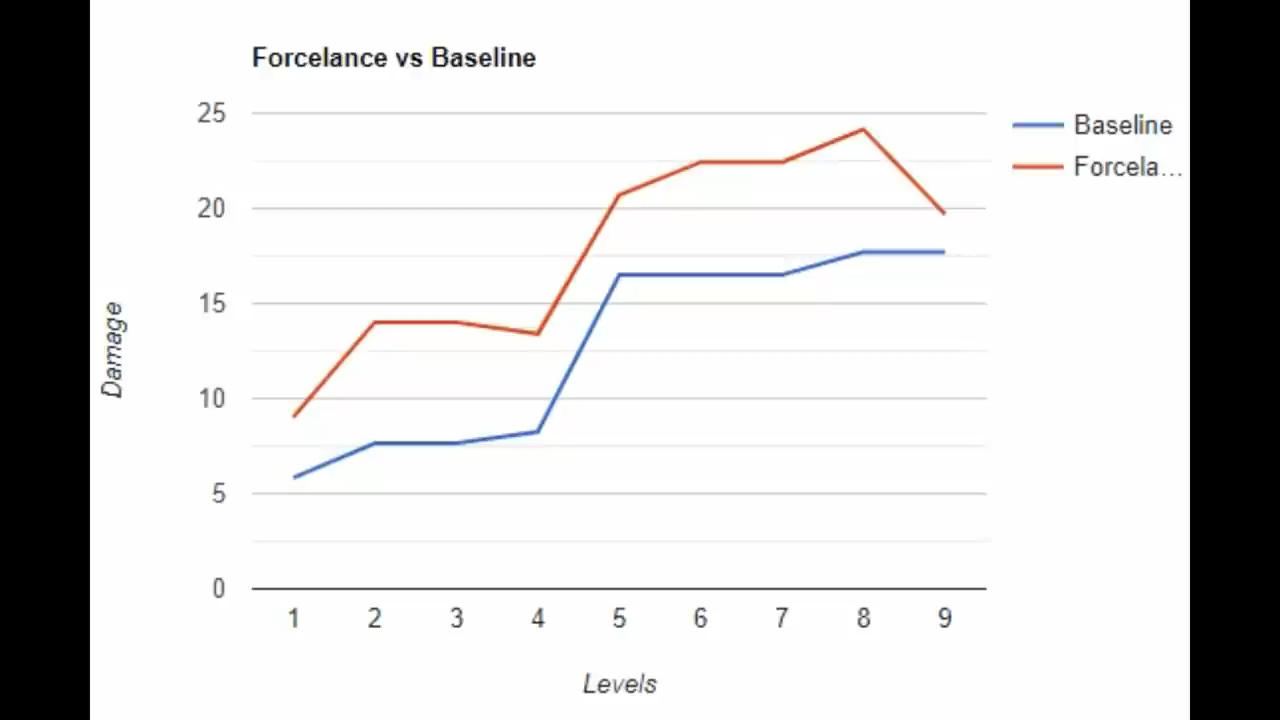 Forcelance vs Baseline
25
20
15
10
5
0
Damage
1 2 3 4 5 6 7 8 9
Levels
Baseline
Forcela...